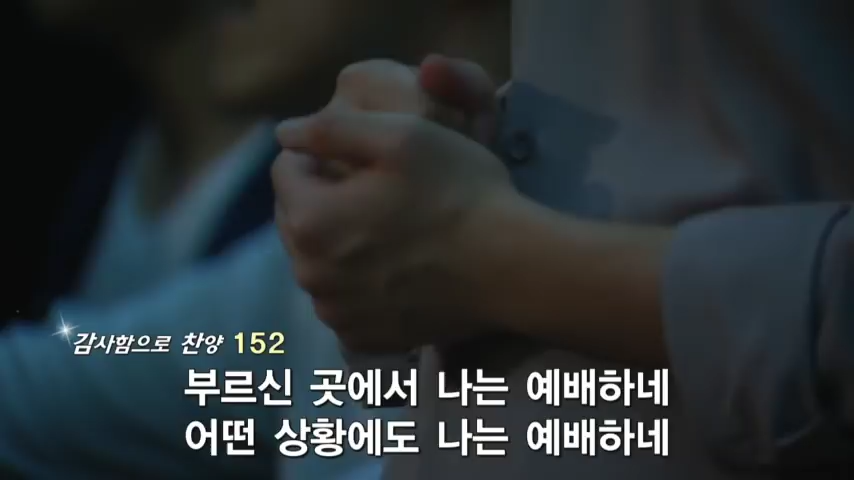 감사함으로 찬양 152
부르신 곳에서 나는 예배하네
어떤 상황에도 나는 예배하네